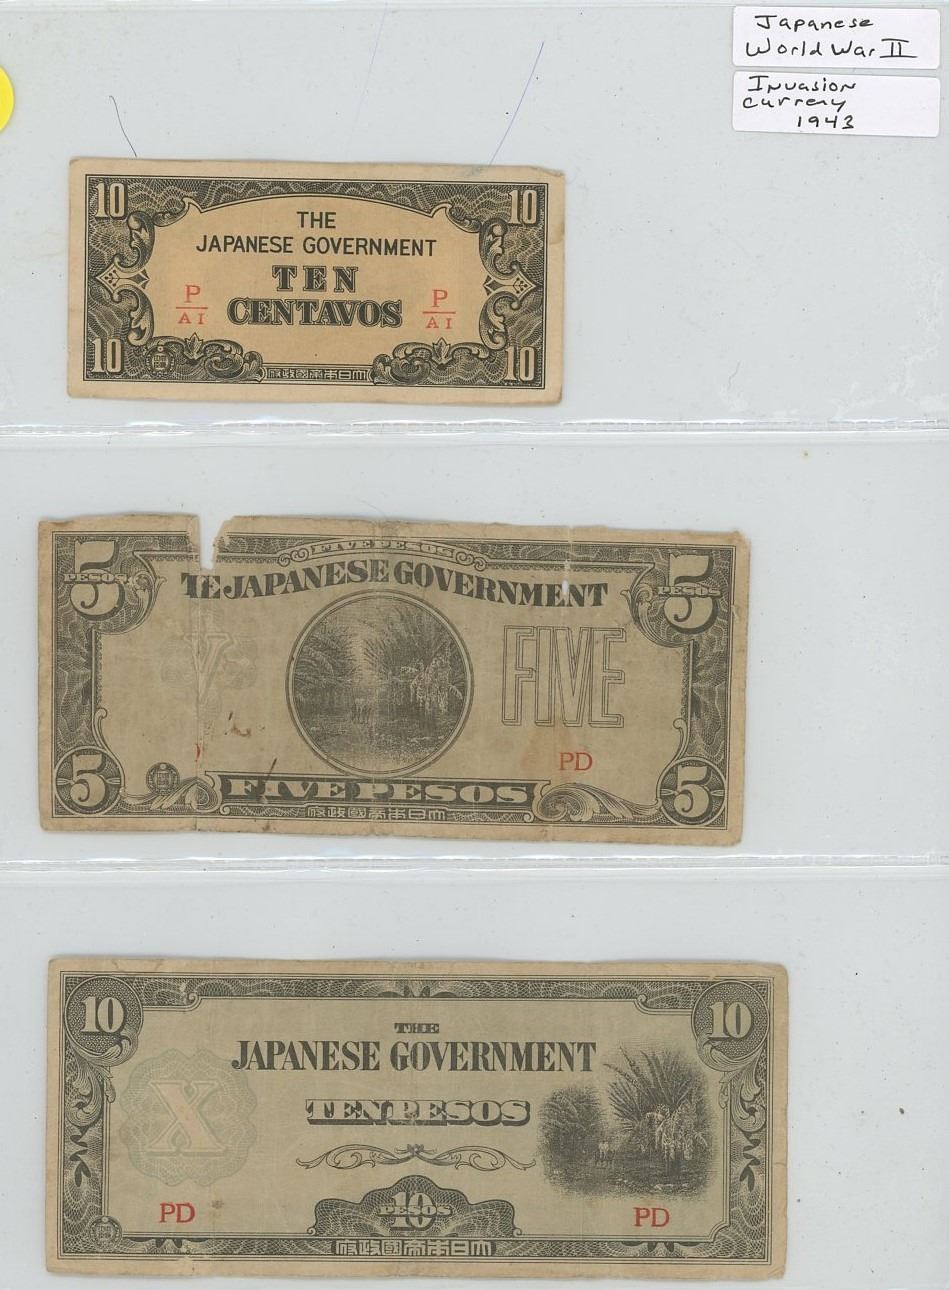 Japanese
World War II
Invasion
Curreny
1943
10 10
THE
JAPANESE GOVERNMENT
TEN
CENTAVOS
P P
AI AI
10 10
大日本帝國政府
FIVE PESOS
5 5
PESOS PESOS
TE JAPANESE GOVERNMENT
V FIVE
PD
5 5
FIVE PESOS
大日本帝國政府
10 10
THE
JAPANESE GOVERNMENT
TEN PESOS
X
PD PD
10
PESOS
大日本帝國政府